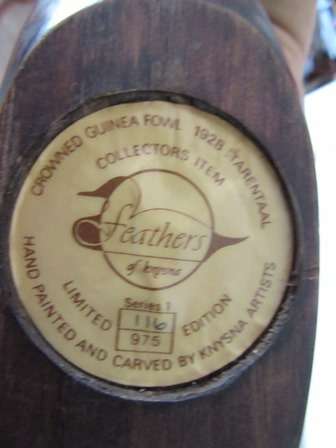 CROWNED GUINEA FOWL 1928 TARENTAAL
COLLECTORS ITEM
feathers
of knysna
Series 1
LIMITED EDITION
116
975
HAND PAINTED AND CARVED BY KNYSNA ARTISTS